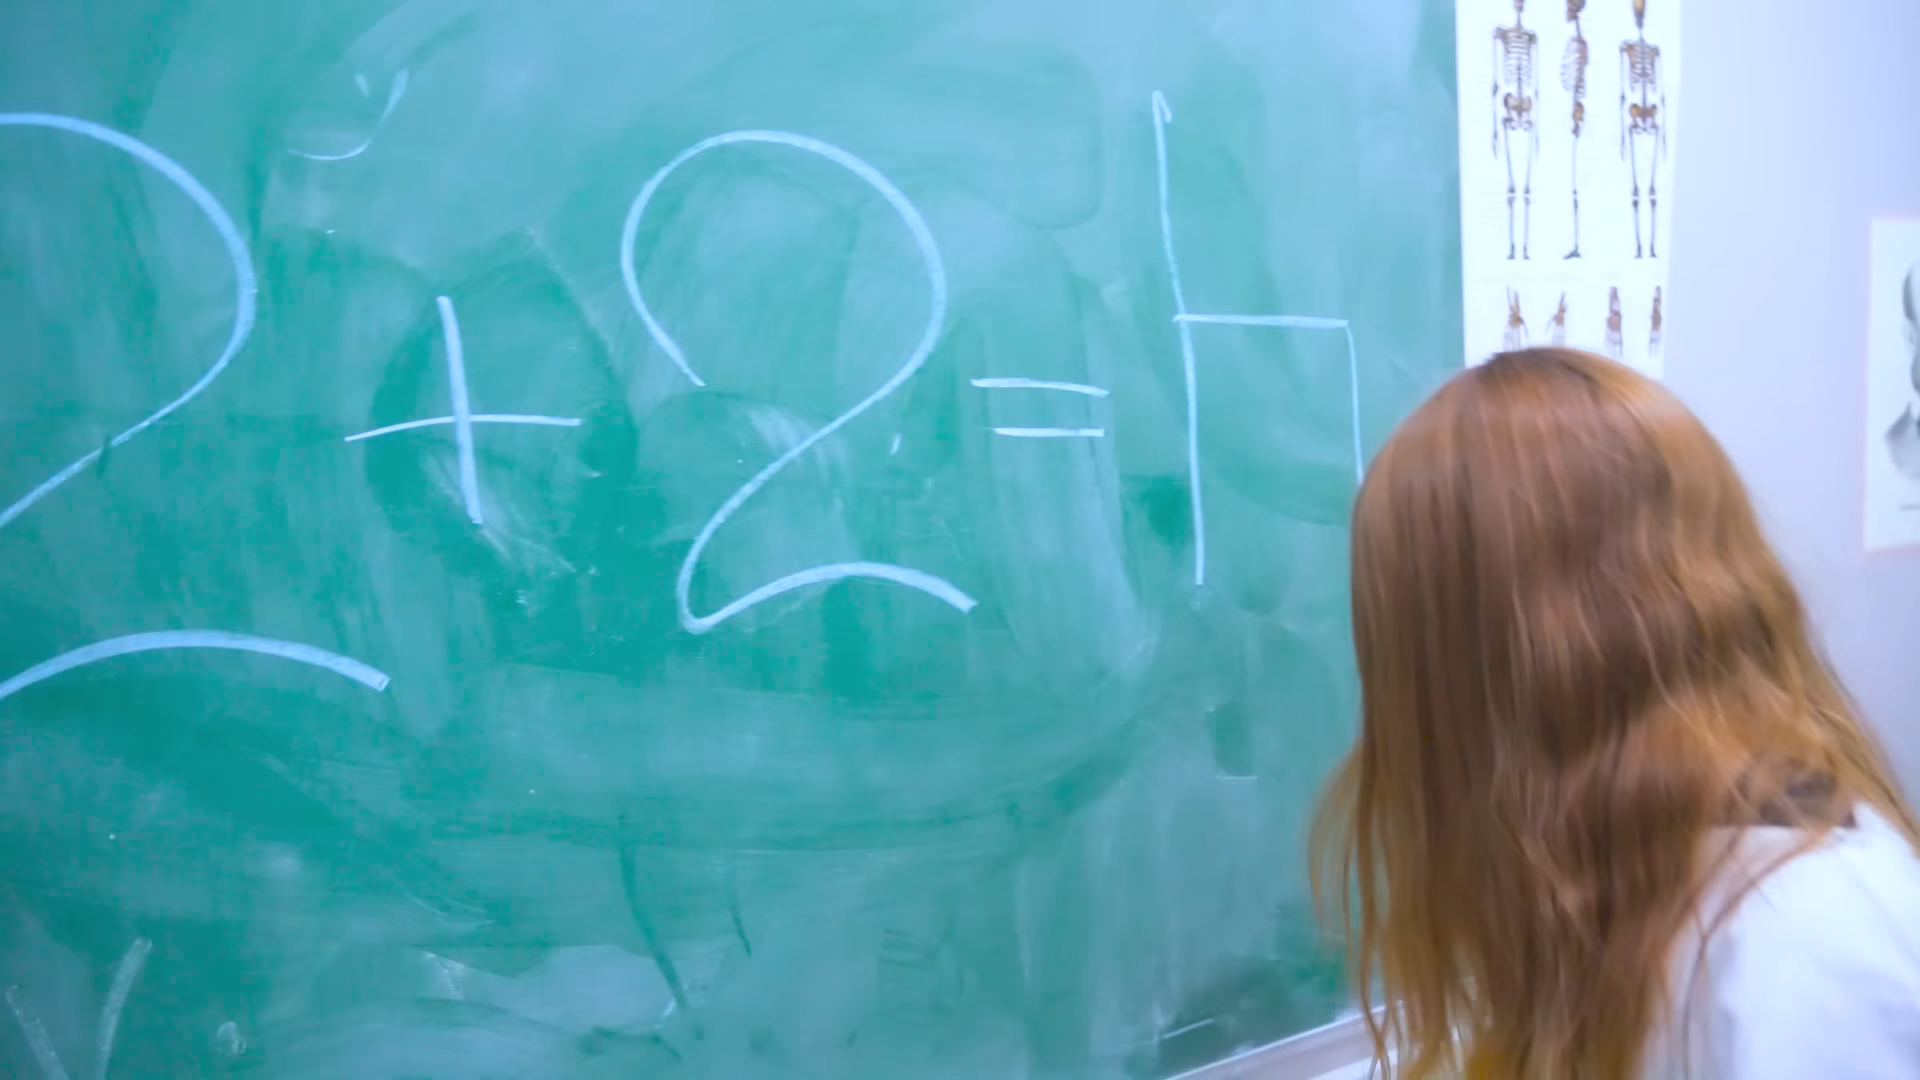 2 + 2 = h